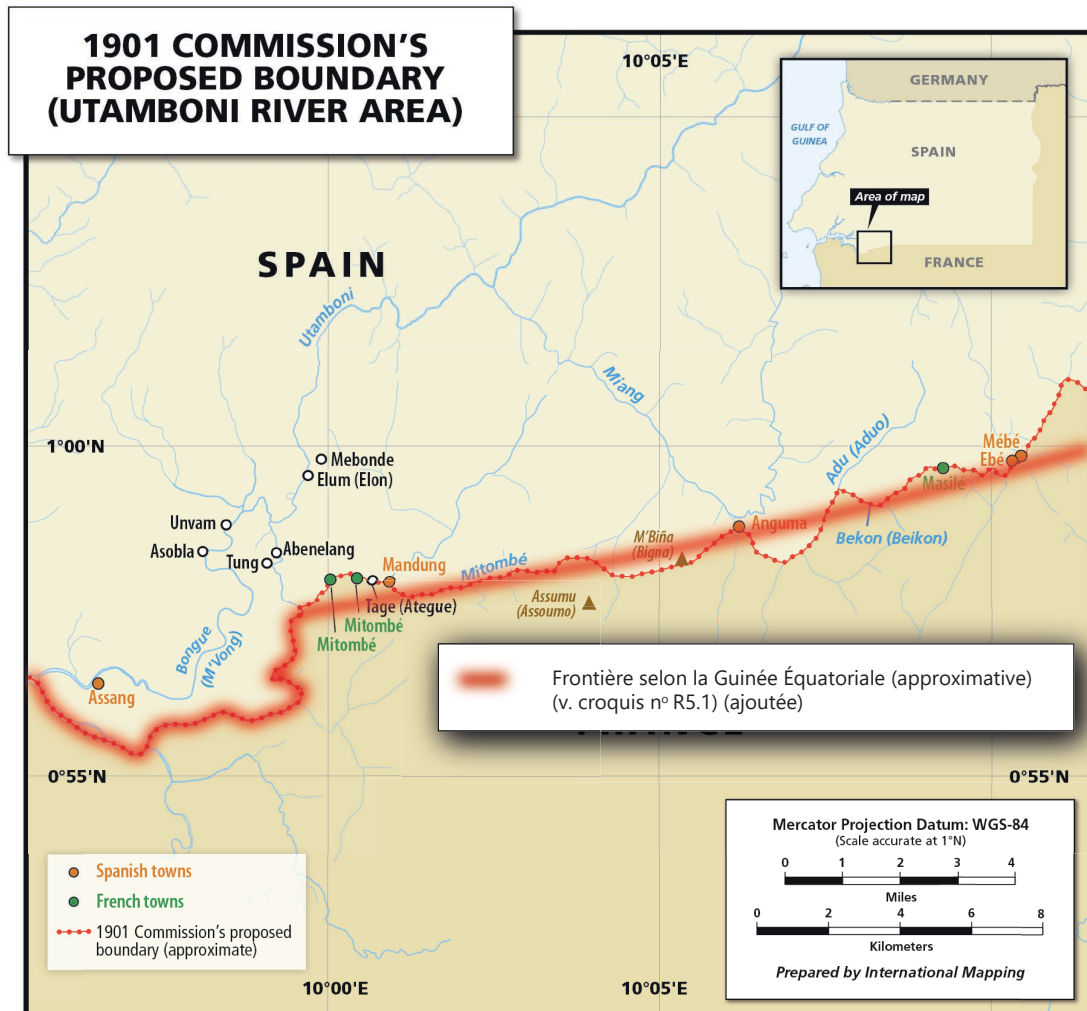 1901 COMMISSION'S
PROPOSED BOUNDARY
(UTAMBONI RIVER AREA)
10°05'E
GERMANY
GULF OF
GUINEA
SPAIN
Area of map
FRANCE
SPAIN
Utamboni
Miang
1°00'N
Adu (Aduo)
Mébé
Ebé
Mebonde
Elum (Elon)
Masilé
Unvam
Asobla
Abenelang
Tung
Anguma
M'Biña
(Bigna)
Bekon (Beikon)
Mandung
Mitombé
Tage (Ategue)
Assumu
(Assoumo)
Mitombé
Mitombé
Bongue
(M'Vong)
Assang
Frontière selon la Guinée Équatoriale (approximative)
(v. croquis nº R5.1) (ajoutée)
FRANCE
0°55'N
0°55'N
Mercator Projection Datum: WGS-84
(Scale accurate at 1°N)
0 1 2 3 4
Miles
0 2 4 6 8
Kilometers
Prepared by International Mapping
Spanish towns
French towns
1901 Commission's proposed
boundary (approximate)
10°00'E
10°05'E